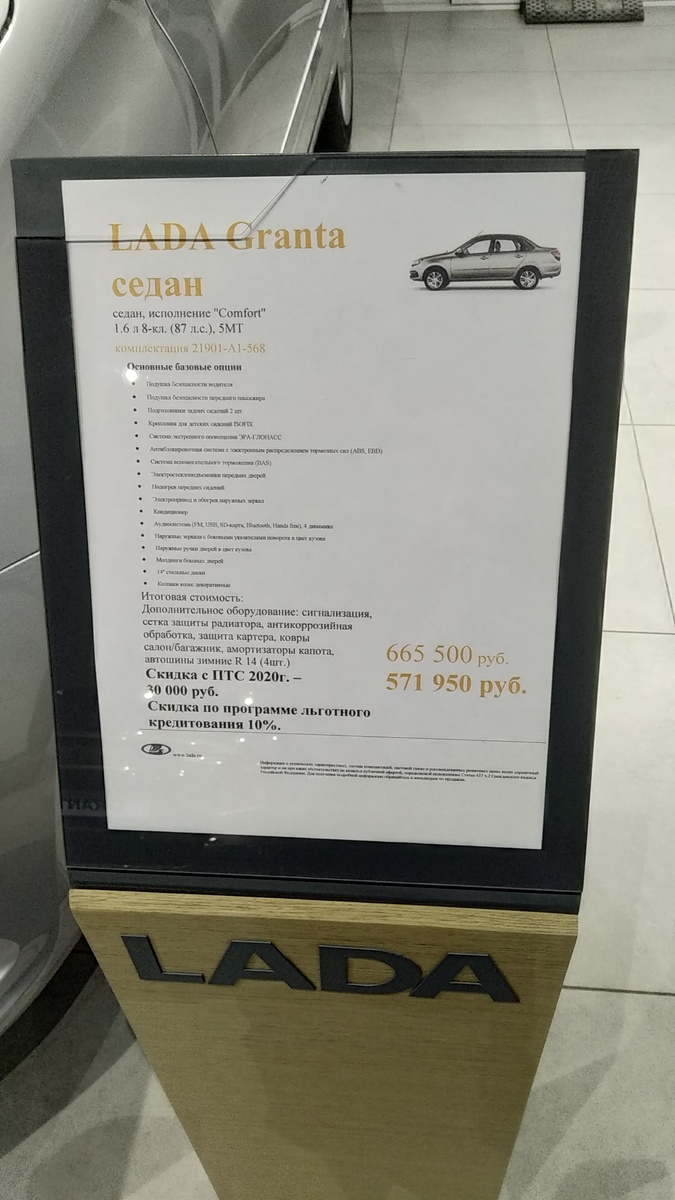 LADA Granta
седан
седан, исполнение "Comfort"
1.6 л 8-кл. (87 л.с.), 5МТ
комплектация 21901-A1-568
Основные базовые опции
• Подушка безопасности водителя
• Подушка безопасности переднего пассажира
• Подголовники задних сидений 2 шт.
• Крепления для детских сидений ISOFIX
• Система экстренного оповещения ЭРА-ГЛОНАСС
• Антиблокировочная система с электронным распределением тормозных сил (ABS, EBD)
• Система вспомогательного торможения (BAS)
• Электростеклоподъемники передних дверей
• Подогрев передних сидений
• Электропривод и обогрев наружных зеркал
• Кондиционер
• Аудиосистема (FM, USB, SD-карта, Bluetooth, Hands free), 4 динамика
• Наружные зеркала с боковыми указателями поворота в цвет кузова
• Наружные ручки дверей в цвет кузова
• Молдинги боковых дверей
• 14" стальные диски
• Колпаки колес декоративные
Итоговая стоимость:
Дополнительное оборудование: сигнализация,
сетка защиты радиатора, антикоррозийная
обработка, защита картера, ковры
салон/багажник, амортизаторы капота,
автошины зимние R 14 (4шт.)
665 500 руб.
571 950 руб.
Скидка с ПТС 2020г. –
30 000 руб.
Скидка по программе льготного
кредитования 10%.
www.lada.ru
LADA